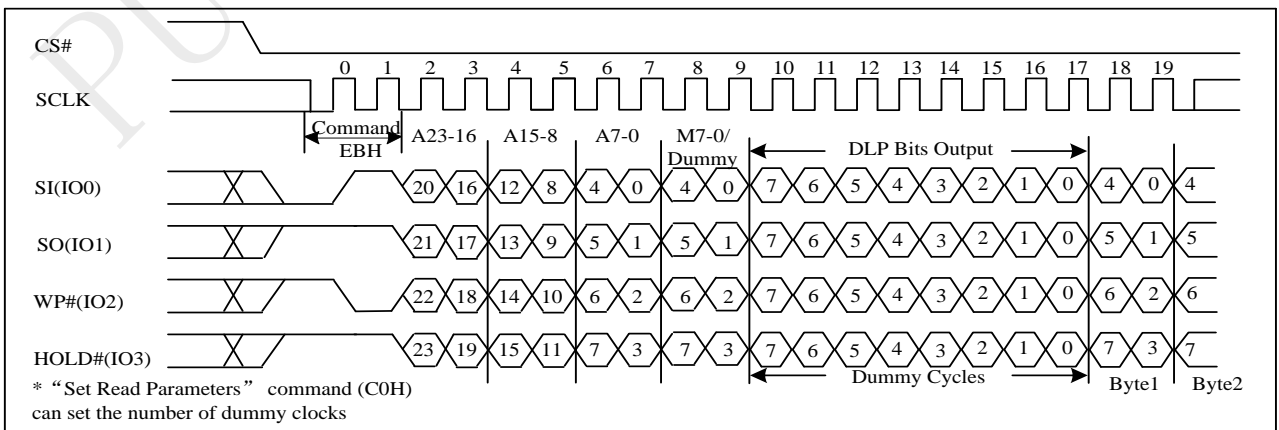 PU
CS#
0 1 2 3 4 5 6 7 8 9 10 11 12 13 14 15 16 17 18 19
SCLK
Command A23-16 A15-8 A7-0 M7-0/
EBH Dummy DLP Bits Output
SI(IO0) 20 16 12 8 4 0 4 0 7 6 5 4 3 2 1 0 4 0 4
SO(IO1) 21 17 13 9 5 1 5 1 7 6 5 4 3 2 1 0 5 1 5
WP#(IO2) 22 18 14 10 6 2 6 2 7 6 5 4 3 2 1 0 6 2 6
HOLD#(IO3) 23 19 15 11 7 3 7 3 7 6 5 4 3 2 1 0 7 3 7
Dummy Cycles Byte1 Byte2
* “Set Read Parameters” command (C0H)
can set the number of dummy clocks